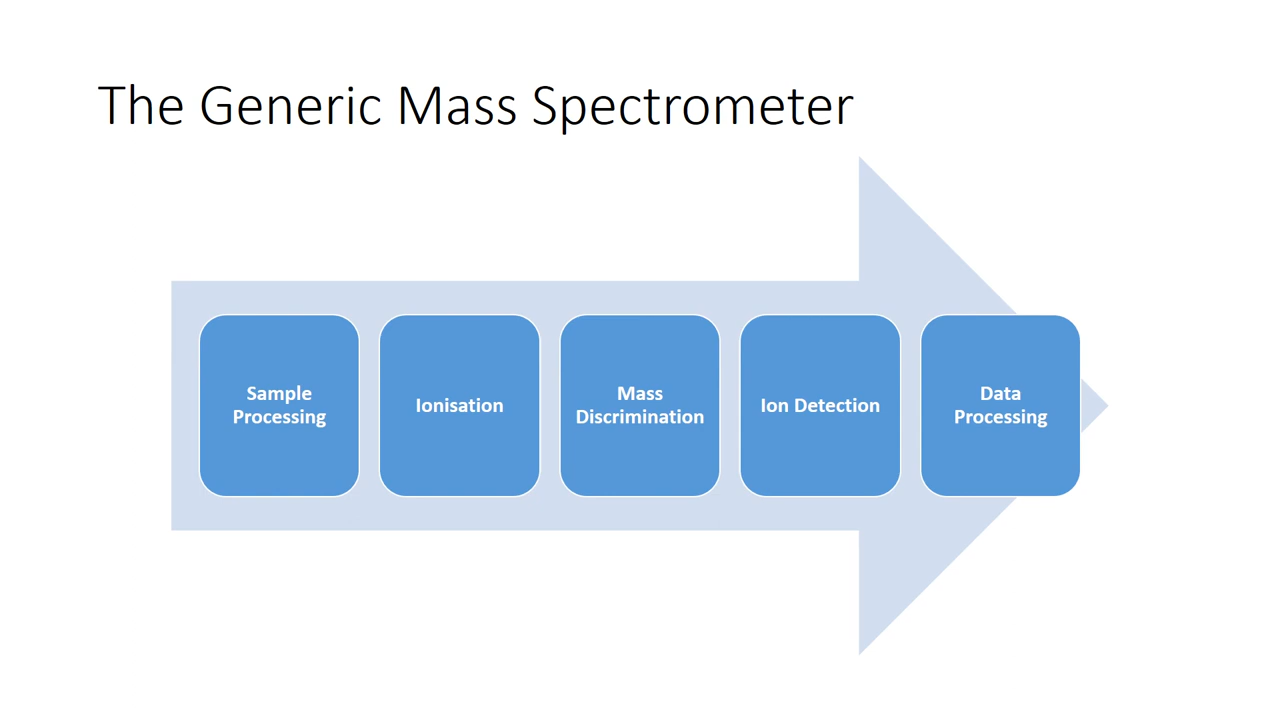 The Generic Mass Spectrometer
Sample
Processing
Ionisation
Mass
Discrimination
Ion Detection
Data
Processing